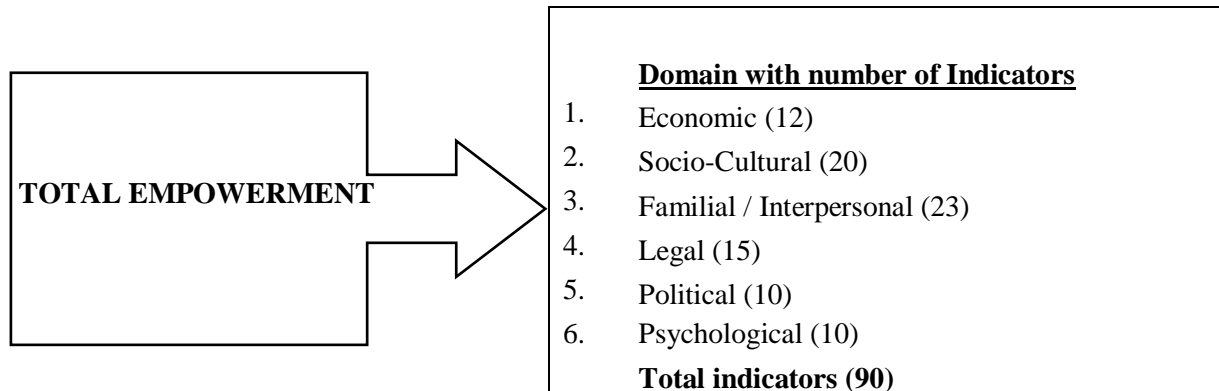 TOTAL EMPOWERMENT
Domain with number of Indicators
1. Economic (12)
2. Socio-Cultural (20)
3. Familial / Interpersonal (23)
4. Legal (15)
5. Political (10)
6. Psychological (10)
Total indicators (90)